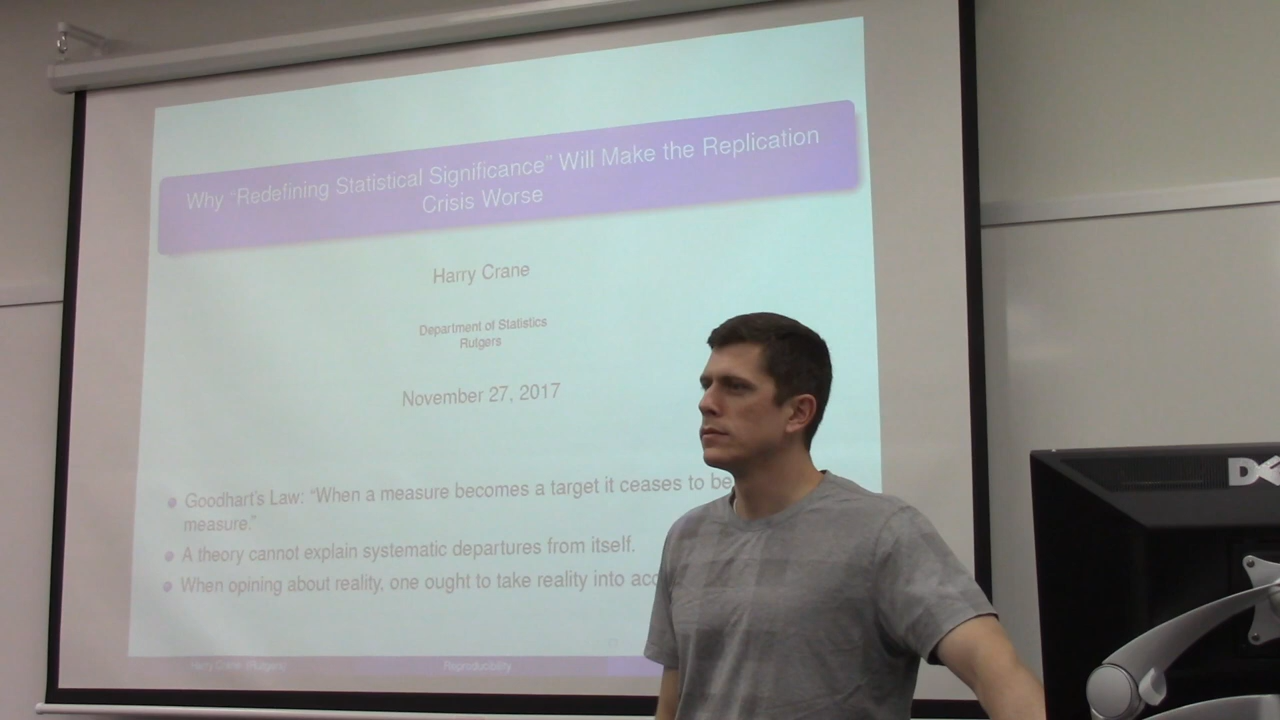 Why “Redefining Statistical Significance” Will Make the Replication
Crisis Worse
Harry Crane
Department of Statistics
Rutgers
November 27, 2017
Goodhart's Law: “When a measure becomes a target it ceases to be
measure.”
A theory cannot explain systematic departures from itself.
When opining about reality, one ought to take reality into
Harry Crane (Rutgers)
Reproducibility